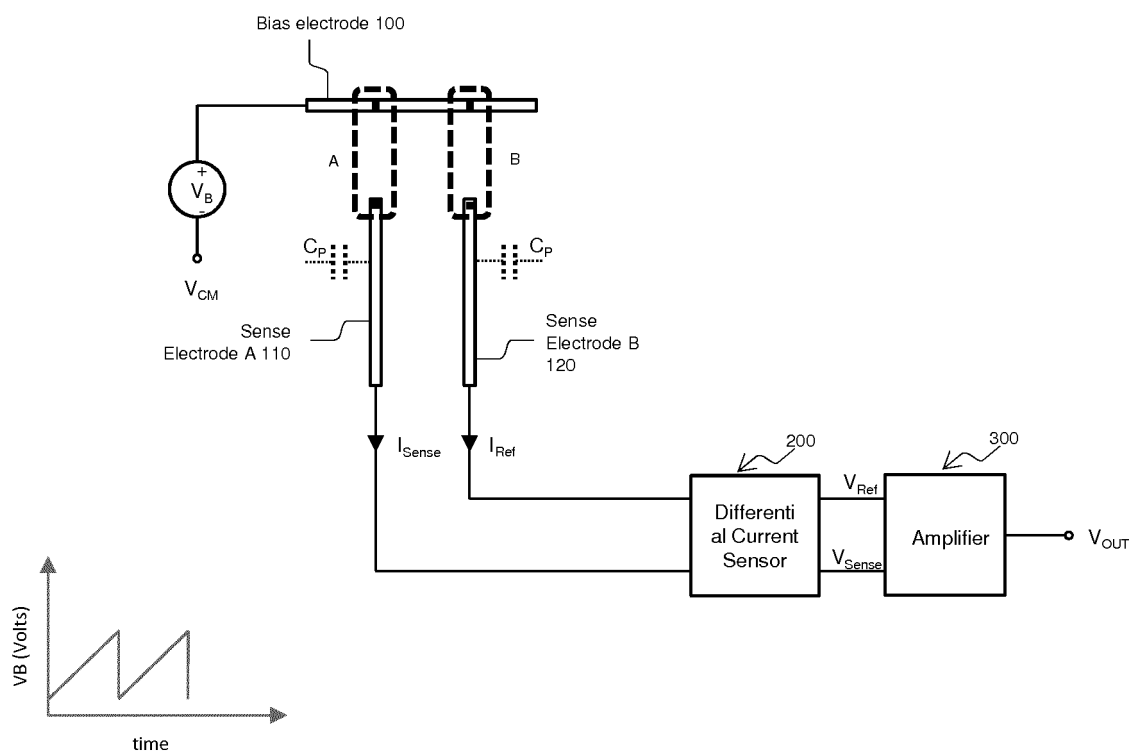 Bias electrode 100
A
B
+
V_B
-
V_CM
C_P
C_P
Sense
Electrode A 110
Sense
Electrode B
120
I_Sense
I_Ref
200
300
V_Ref
Differenti
al Current
Sensor
Amplifier
V_OUT
V_Sense
VB (Volts)
time